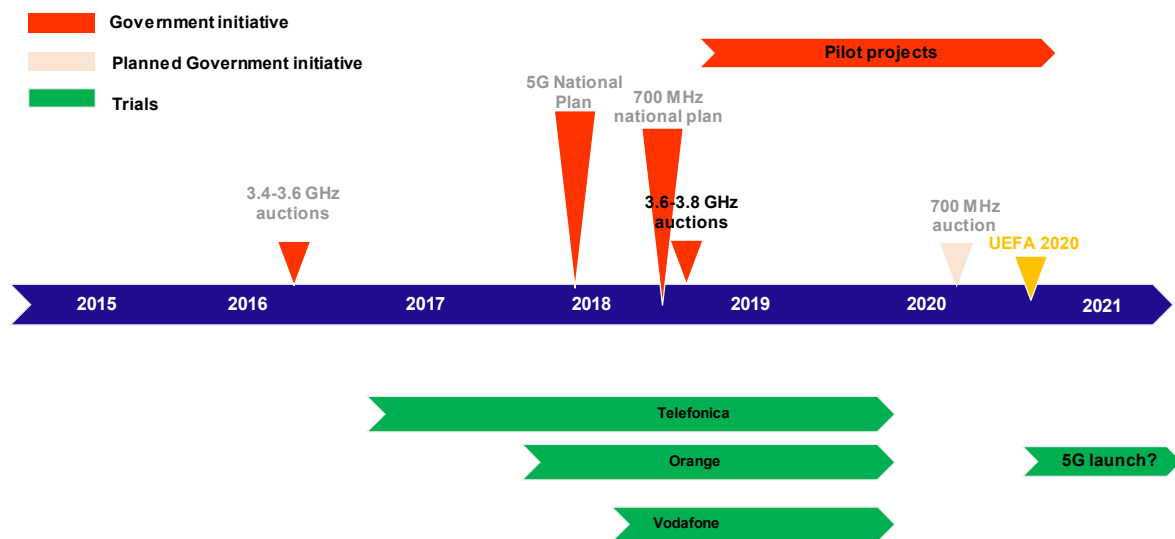 Government initiative
Planned Government initiative
Trials
Pilot projects
5G National
Plan
700 MHz
national plan
3.4-3.6 GHz
auctions
3.6-3.8 GHz
auctions
700 MHz
auction
UEFA 2020
2015 2016 2017 2018 2019 2020 2021
Telefonica
Orange
5G launch?
Vodafone